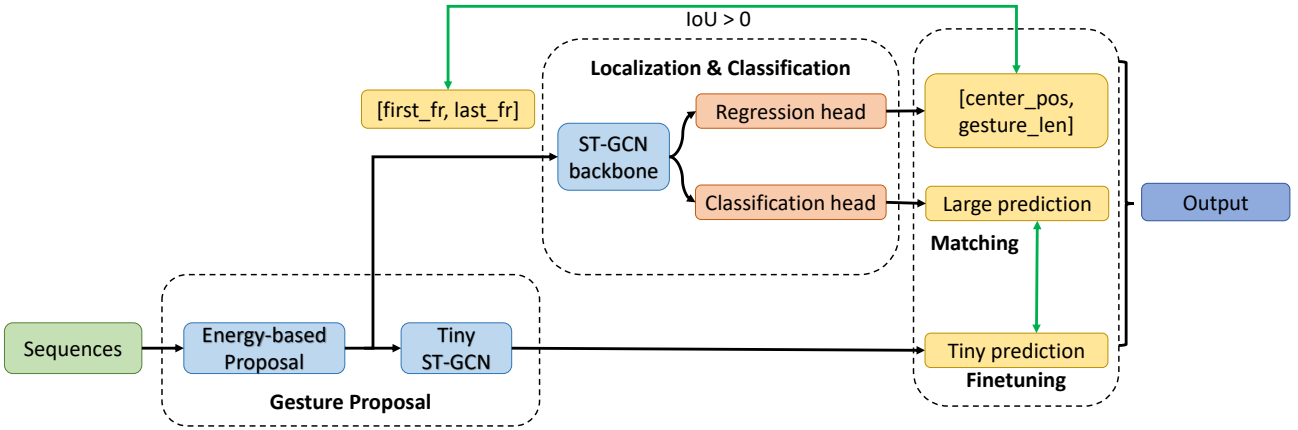 IoU > 0
Localization & Classification
[first_fr, last_fr]
Regression head
[center_pos,
gesture_len]
ST-GCN
backbone
Classification head
Large prediction
Output
Matching
Sequences
Energy-based
Proposal
Tiny
ST-GCN
Tiny prediction
Finetuning
Gesture Proposal